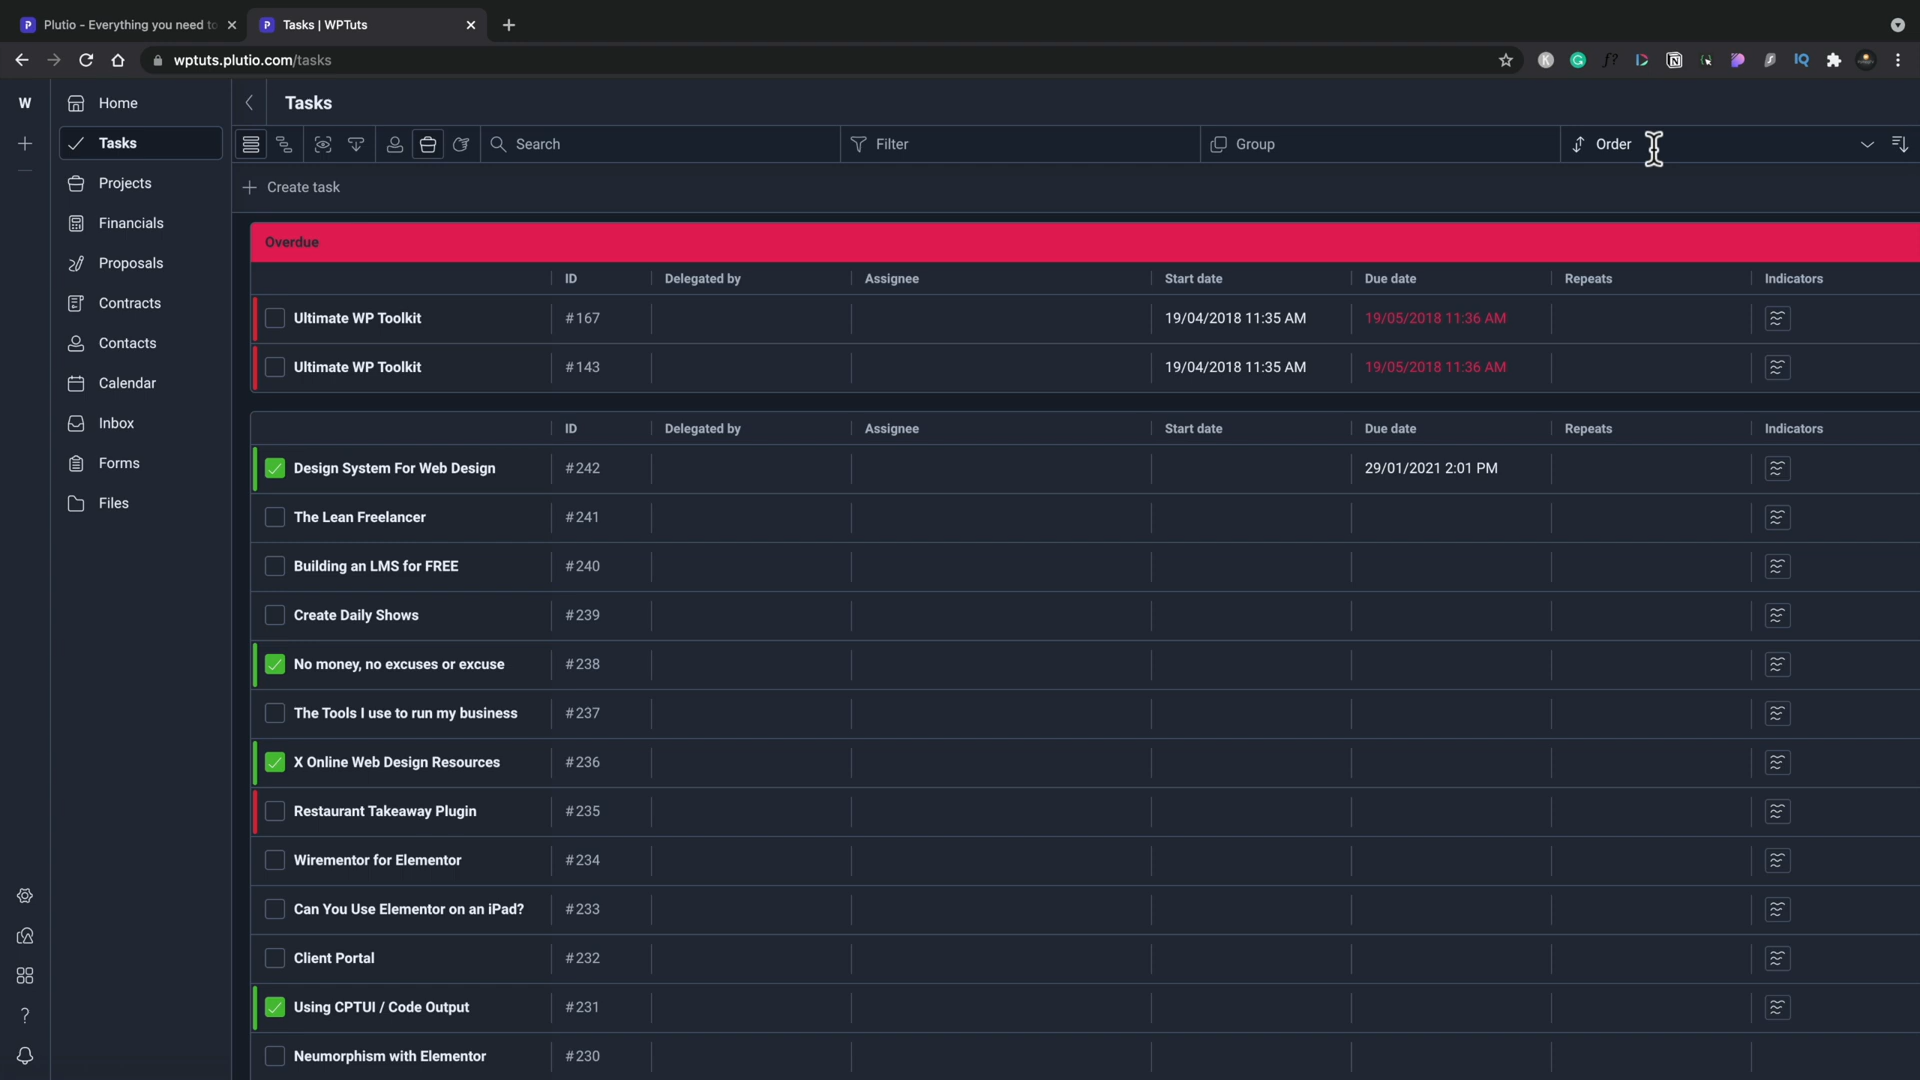 Plutio - Everything you need to
Tasks | WPTuts
wptuts.plutio.com/tasks
W
Home
Tasks
Projects
Financials
Proposals
Contracts
Contacts
Calendar
Inbox
Forms
Files
Tasks
Search
Filter
Group
Order
Create task
Overdue
ID Delegated by Assignee Start date Due date Repeats Indicators
Ultimate WP Toolkit #167 19/04/2018 11:35 AM 19/05/2018 11:36 AM
Ultimate WP Toolkit #143 19/04/2018 11:35 AM 19/05/2018 11:36 AM
ID Delegated by Assignee Start date Due date Repeats Indicators
Design System For Web Design #242 29/01/2021 2:01 PM
The Lean Freelancer #241
Building an LMS for FREE #240
Create Daily Shows #239
No money, no excuses or excuse #238
The Tools I use to run my business #237
X Online Web Design Resources #236
Restaurant Takeaway Plugin #235
Wirementor for Elementor #234
Can You Use Elementor on an iPad? #233
Client Portal #232
Using CPTUI / Code Output #231
Neumorphism with Elementor #230